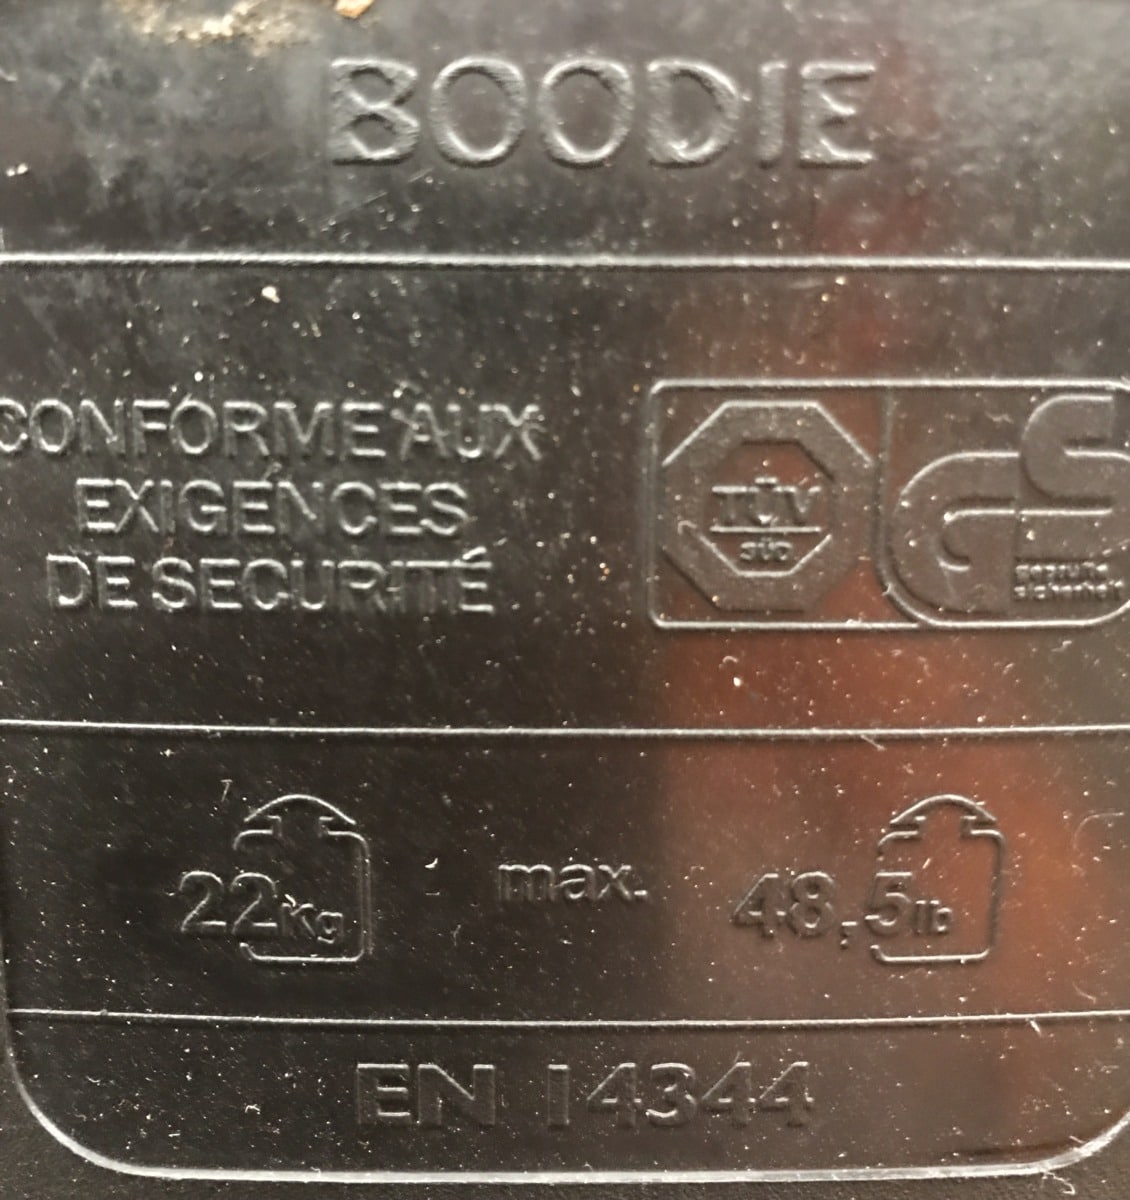 BOODIE
CONFORME AUX
EXIGENCES
DE SECURITÉ
TÜV
SÜD
GS
geprüfte
Sicherheit
22kg max. 48,5lb
EN 14344